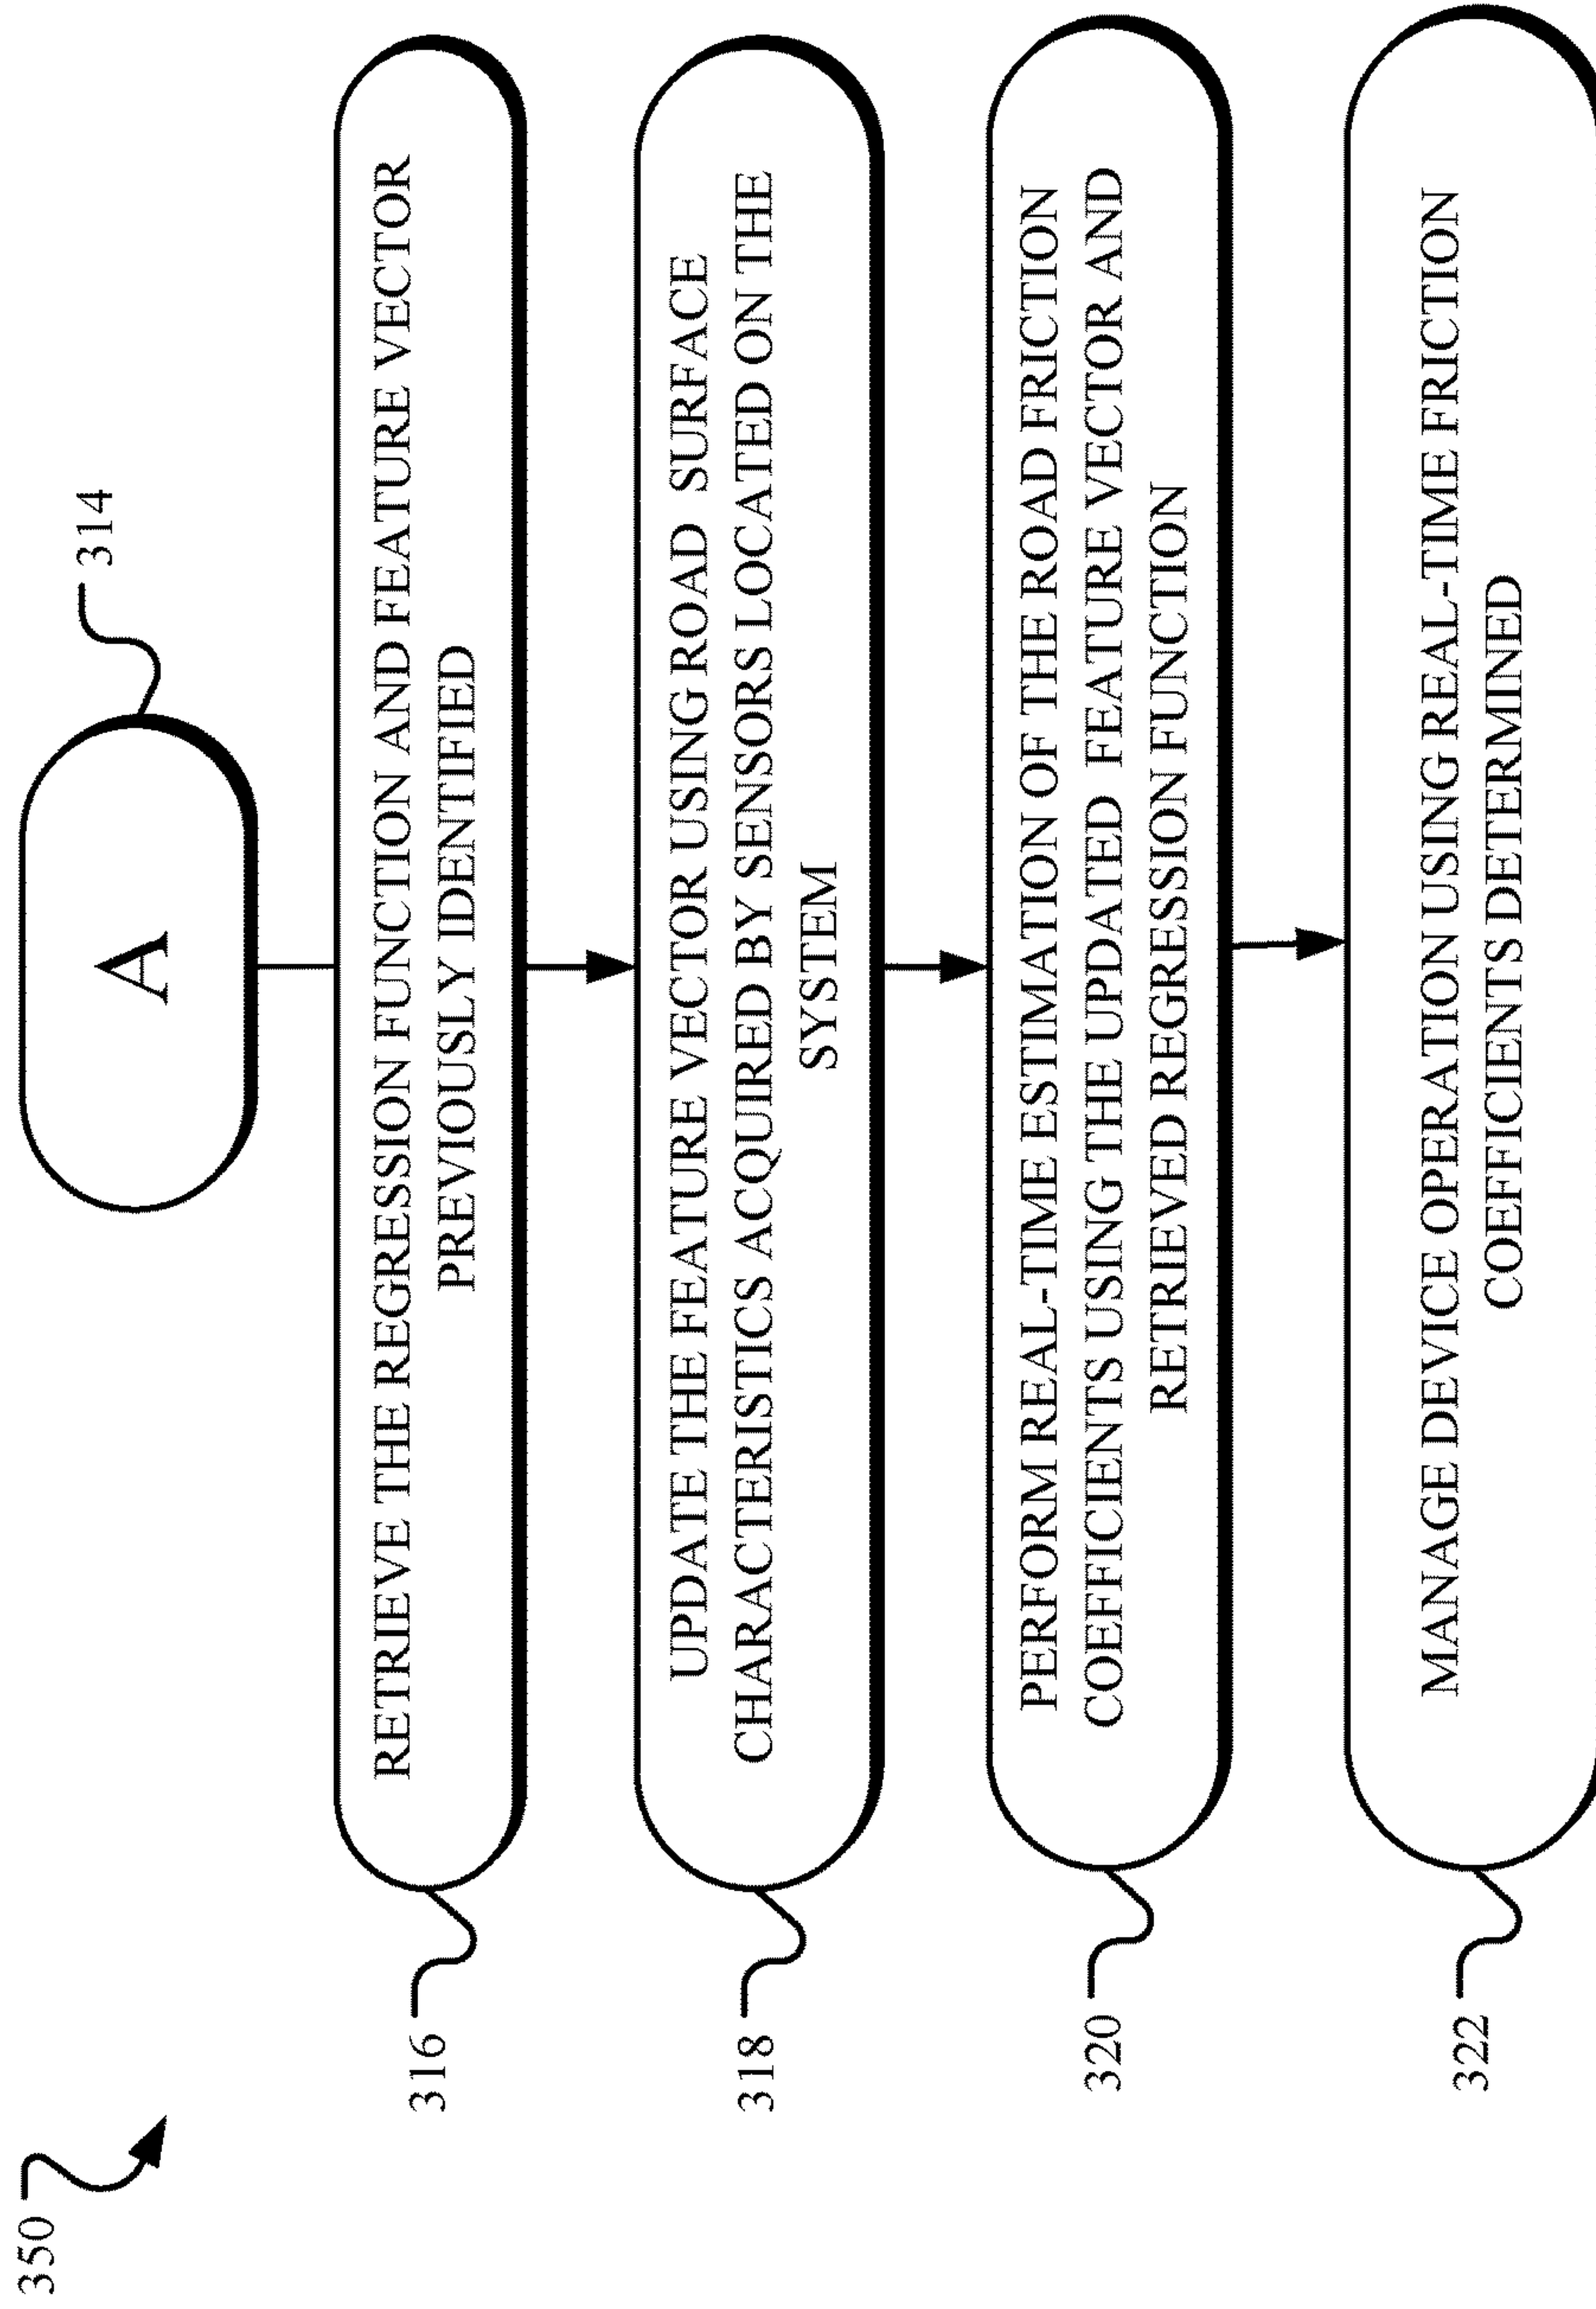 350
A
314
316
RETRIEVE THE REGRESSION FUNCTION AND FEATURE VECTOR
PREVIOUSLY IDENTIFIED
318
UPDATE THE FEATURE VECTOR USING ROAD SURFACE
CHARACTERISTICS ACQUIRED BY SENSORS LOCATED ON THE
SYSTEM
320
PERFORM REAL-TIME ESTIMATION OF THE ROAD FRICTION
COEFFICIENTS USING THE UPDATED FEATURE VECTOR AND
RETRIEVED REGRESSION FUNCTION
322
MANAGE DEVICE OPERATION USING REAL-TIME FRICTION
COEFFICIENTS DETERMINED